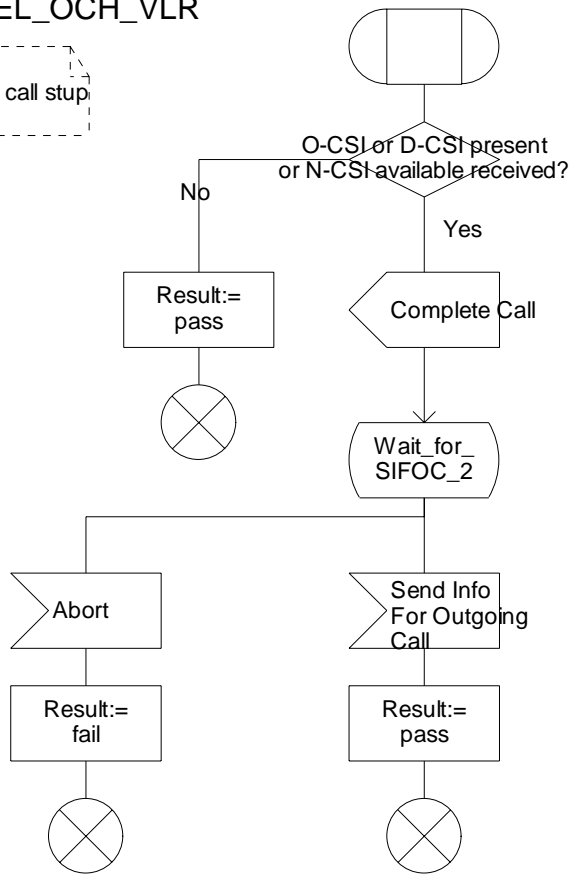 EL_OCH_VLR
call stup
O-CSI or D-CSI present
or N-CSI available received?
No
Yes
Result:=
pass
Complete Call
Wait_for_
SIFOC_2
Abort
Send Info
For Outgoing
Call
Result:=
fail
Result:=
pass